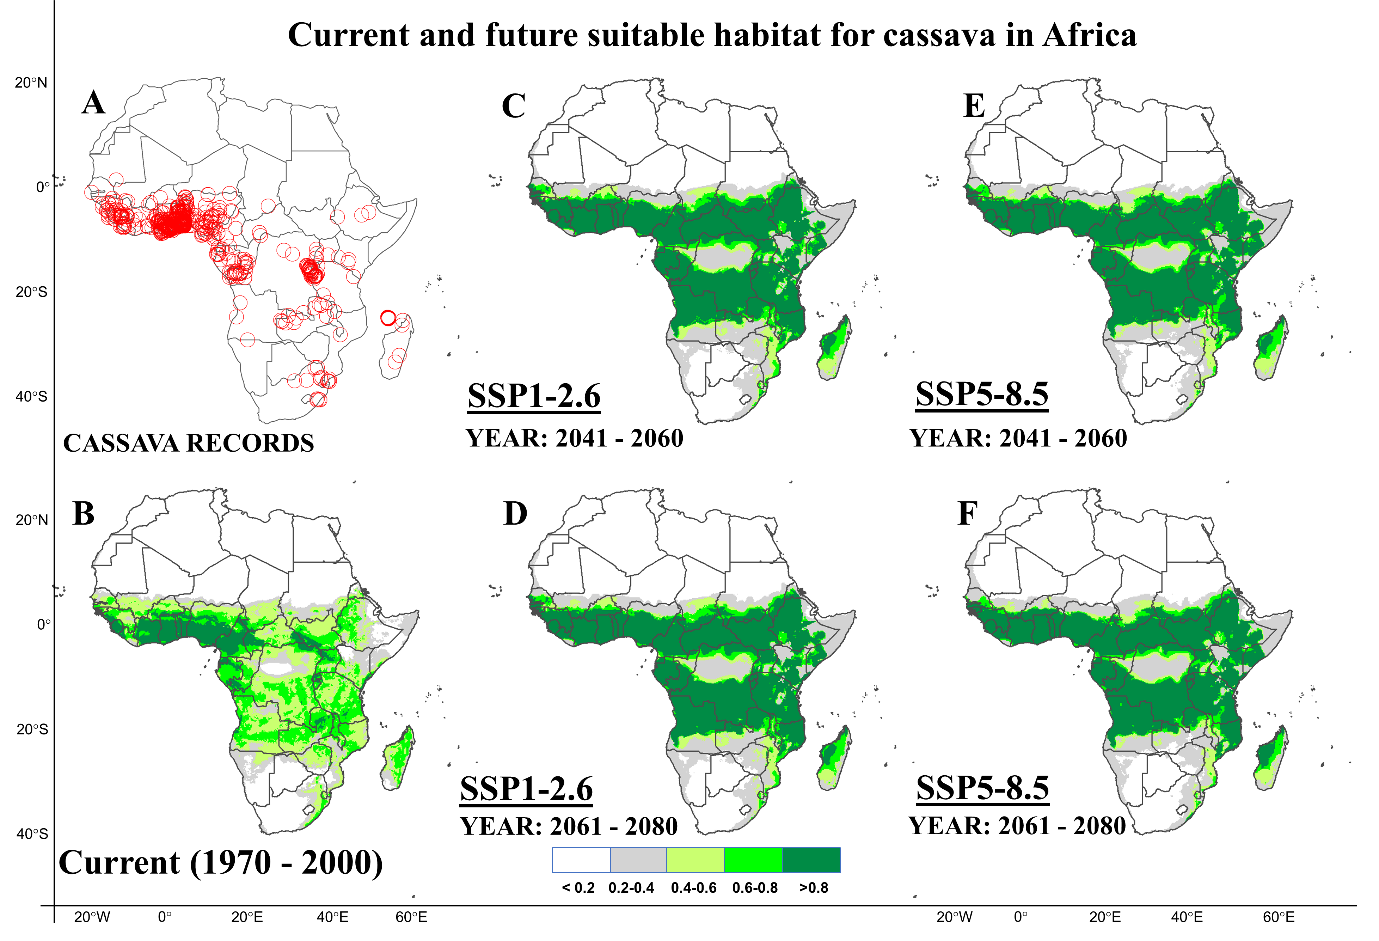 Current and future suitable habitat for cassava in Africa
20°N
0°
20°S
40°S
A
CASSAVA RECORDS
C
SSP1-2.6
YEAR: 2041 - 2060
E
SSP5-8.5
YEAR: 2041 - 2060
20°N
0°
20°S
40°S
B
Current (1970 - 2000)
D
SSP1-2.6
YEAR: 2061 - 2080
F
SSP5-8.5
YEAR: 2061 - 2080
< 0.2 0.2-0.4 0.4-0.6 0.6-0.8 >0.8
20°W 0° 20°E 40°E 60°E 20°W 0° 20°E 40°E 60°E